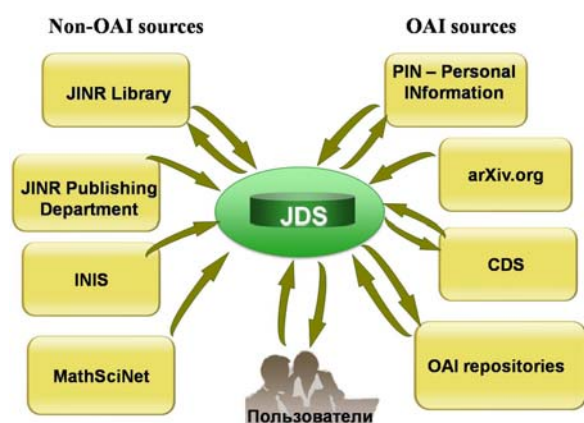 Non-OAI sources
OAI sources
JINR Library
PIN – Personal
INformation
JINR Publishing
Department
arXiv.org
JDS
INIS
CDS
MathSciNet
OAI repositories
Пользователи